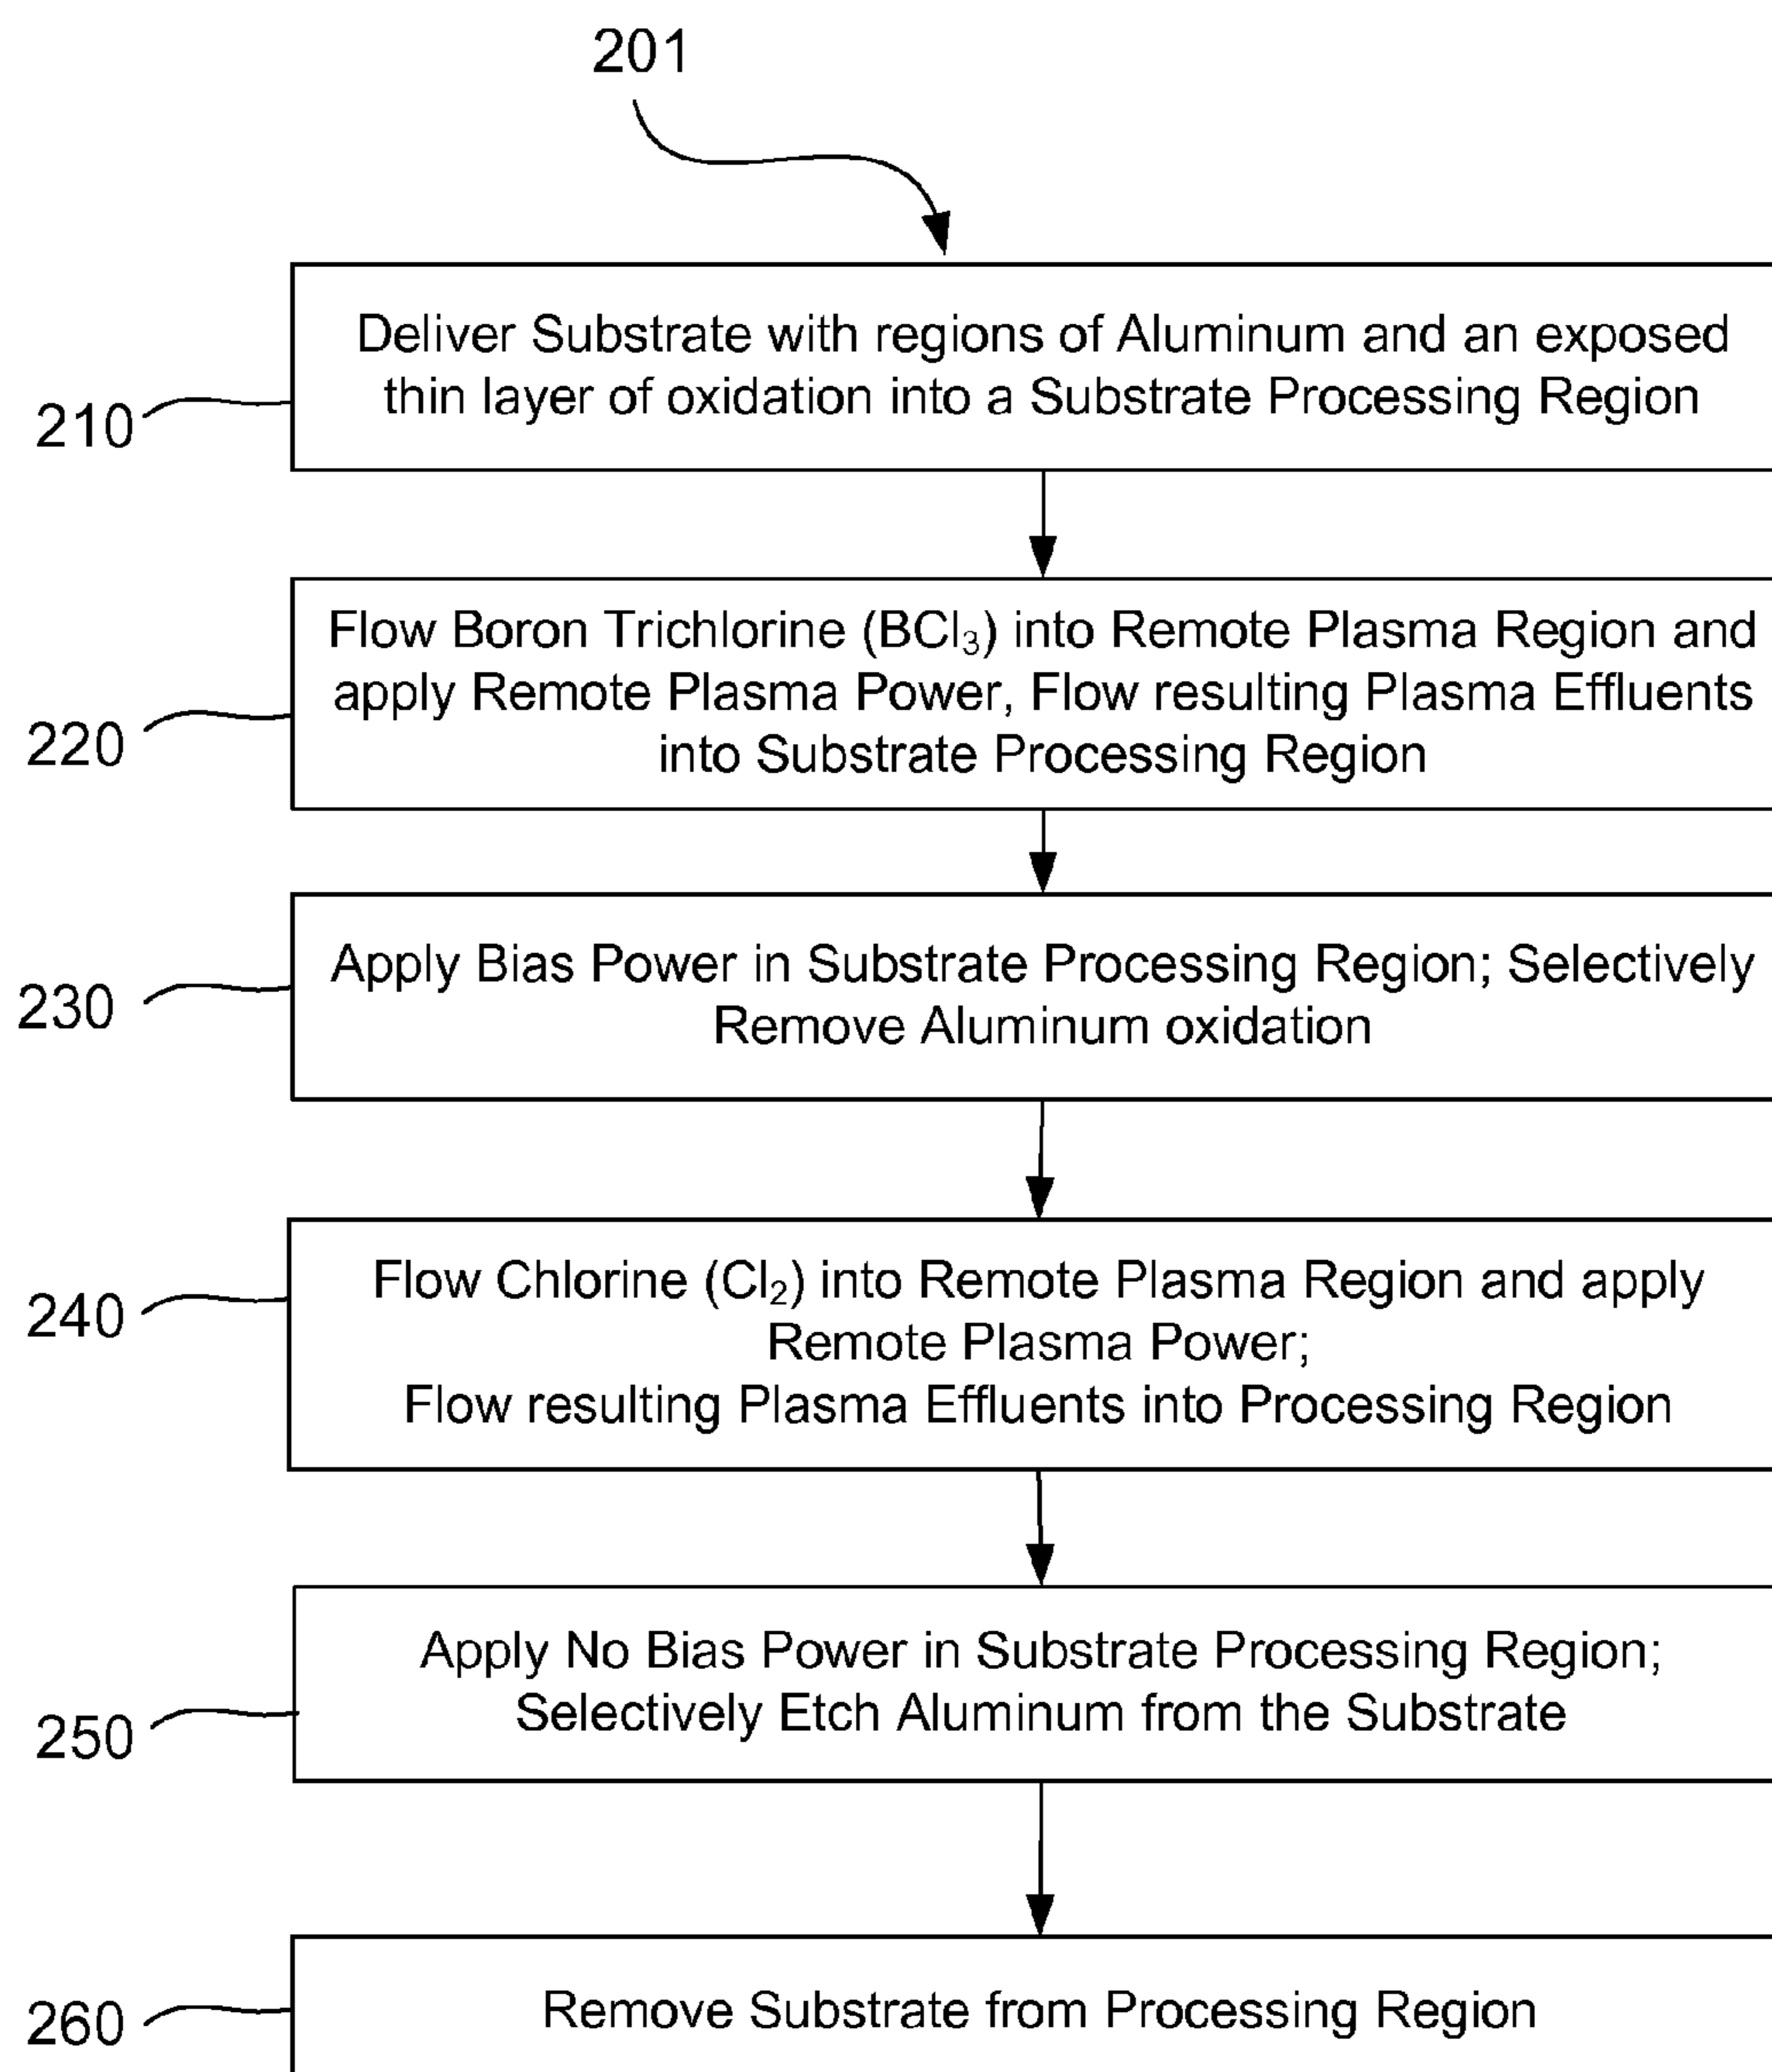 201
Deliver Substrate with regions of Aluminum and an exposed
thin layer of oxidation into a Substrate Processing Region
210
Flow Boron Trichlorine (BCl₃) into Remote Plasma Region and
apply Remote Plasma Power, Flow resulting Plasma Effluents
into Substrate Processing Region
220
Apply Bias Power in Substrate Processing Region; Selectively
Remove Aluminum oxidation
230
Flow Chlorine (Cl₂) into Remote Plasma Region and apply
Remote Plasma Power;
Flow resulting Plasma Effluents into Processing Region
240
Apply No Bias Power in Substrate Processing Region;
Selectively Etch Aluminum from the Substrate
250
Remove Substrate from Processing Region
260